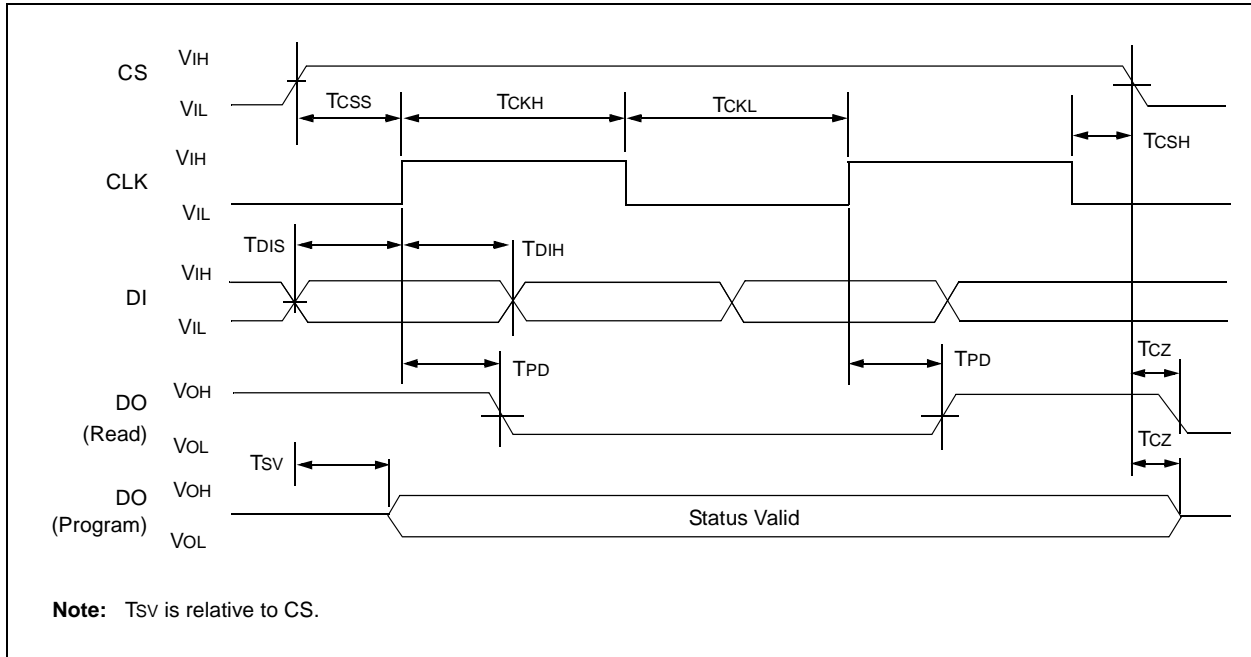 CS
VIH
VIL
TCSS
TCKH
TCKL
TCSH
CLK
VIH
VIL
TDIS
TDIH
DI
VIH
VIL
TPD
TPD
TCZ
DO
(Read)
VOH
VOL
TCZ
TSV
DO
(Program)
VOH
VOL
Status Valid
Note: TSV is relative to CS.